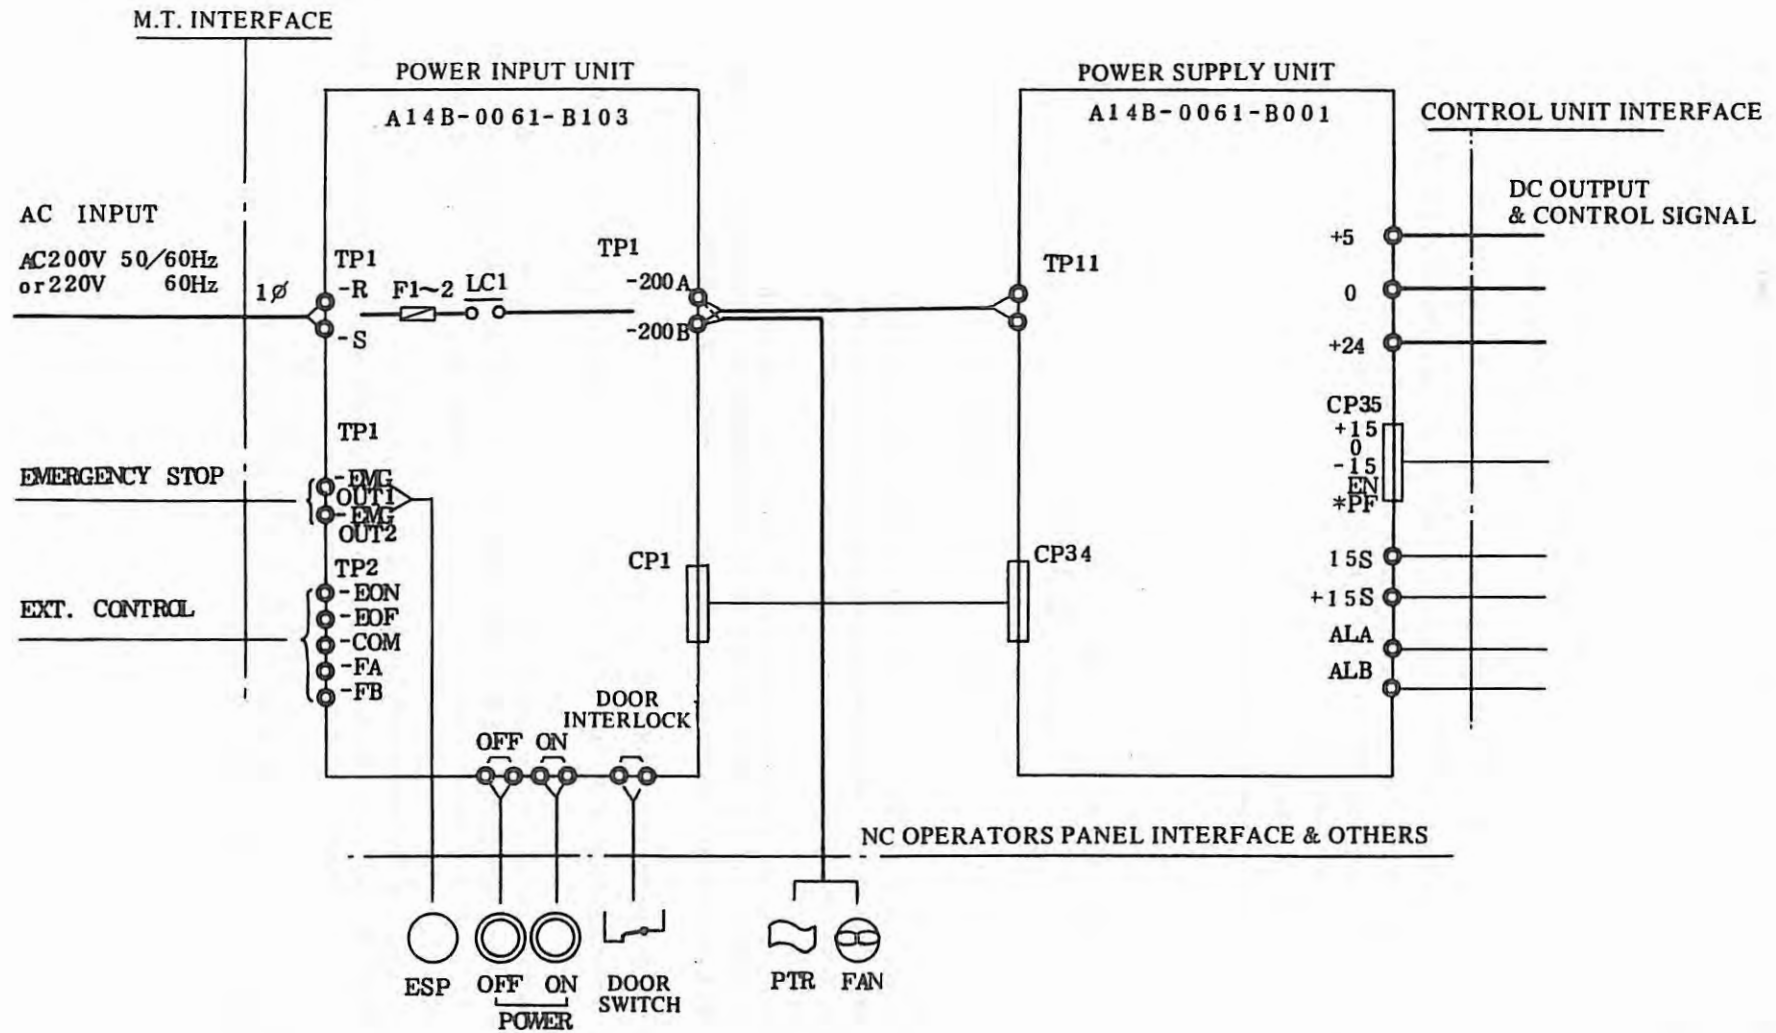 M.T. INTERFACE
POWER INPUT UNIT
A14B-0061-B103
POWER SUPPLY UNIT
A14B-0061-B001
CONTROL UNIT INTERFACE
DC OUTPUT
& CONTROL SIGNAL
AC INPUT
AC200V 50/60Hz
or220V 60Hz
1ø
TP1
-R
-S
F1~2
LC1
TP1
-200A
-200B
TP11
+5
0
+24
CP35
+15
0
-15
EN
*PF
15S
+15S
ALA
ALB
EMERGENCY STOP
TP1
-EMG
OUT1
-EMG
OUT2
EXT. CONTROL
TP2
-EON
-EOF
-COM
-FA
-FB
CP1
CP34
OFF ON
DOOR
INTERLOCK
NC OPERATORS PANEL INTERFACE & OTHERS
ESP
OFF ON
POWER
DOOR
SWITCH
PTR
FAN